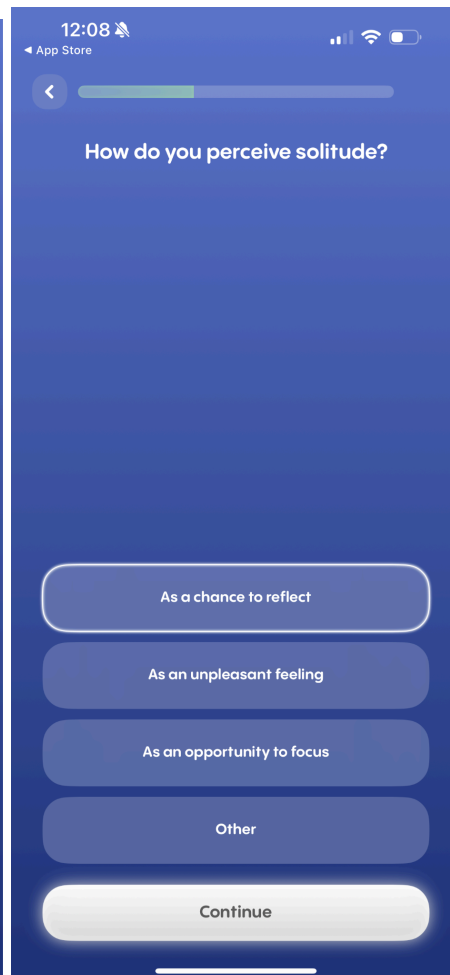 12:08
◀ App Store
How do you perceive solitude?
As a chance to reflect
As an unpleasant feeling
As an opportunity to focus
Other
Continue